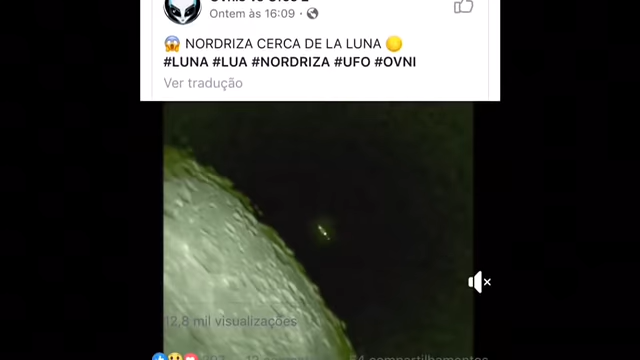 Ontem às 16:09
😱 NORDRIZA CERCA DE LA LUNA 🌕
#LUNA #LUA #NORDRIZA #UFO #OVNI
Ver tradução
12,8 mil visualizações